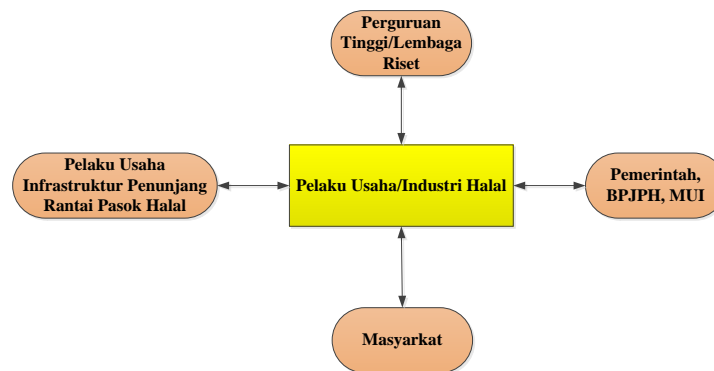 Perguruan
Tinggi/Lembaga
Riset
Pelaku Usaha
Infrastruktur Penunjang
Rantai Pasok Halal
Pelaku Usaha/Industri Halal
Pemerintah,
BPJPH, MUI
Masyarkat